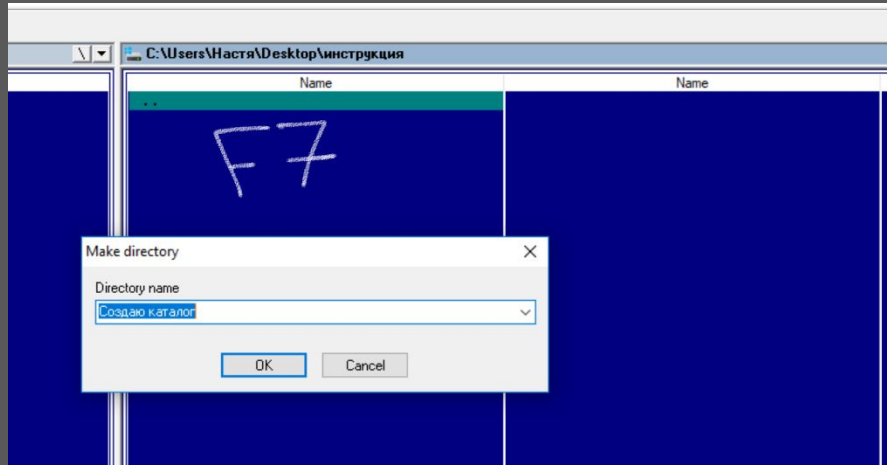 \
C:\Users\Настя\Desktop\инструкция
Name
Name
..
F7
Make directory
Directory name
Создаю каталог
OK
Cancel